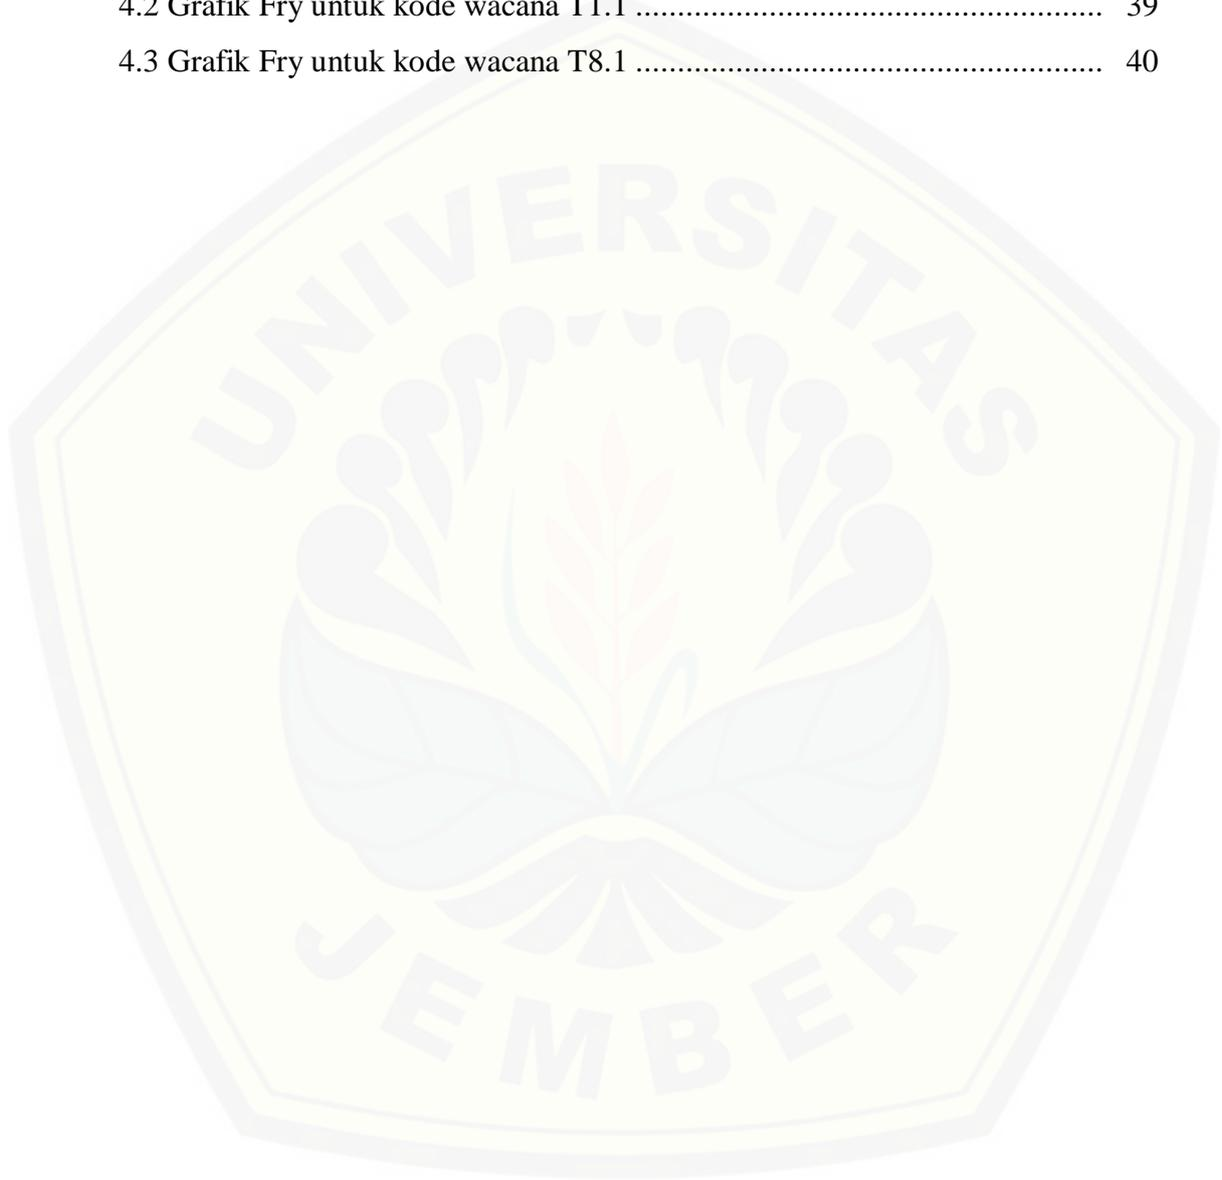 4.2 Grafik Fry untuk kode wacana T1.1 ........................................................ 39
4.3 Grafik Fry untuk kode wacana T8.1 ........................................................ 40
UNIVERSITAS
JEMBER